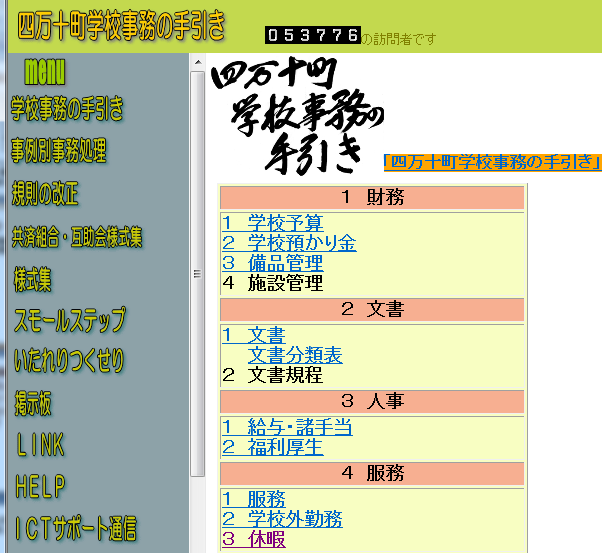 四万十町学校事務の手引き
053776の訪問者です
menu
学校事務の手引き
事例別事務処理
規則の改正
共済組合・互助会様式集
様式集
スモールステップ
いたれりつくせり
掲示板
LINK
HELP
ICTサポート通信
四万十町
学校事務の
手引き
「四万十町学校事務の手引き」
1 財務
1 学校予算
2 学校預かり金
3 備品管理
4 施設管理
2 文書
1 文書
文書分類表
2 文書規程
3 人事
1 給与・諸手当
2 福利厚生
4 服務
1 服務
2 学校外勤務
3 休暇